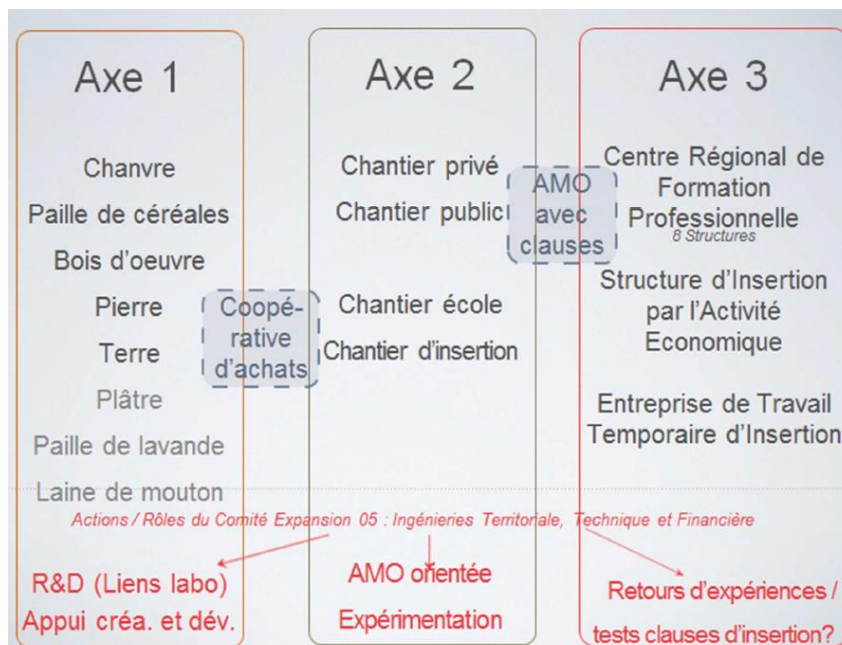 Axe 1
Chanvre
Paille de céréales
Bois d'oeuvre
Pierre
Terre
Plâtre
Paille de lavande
Laine de mouton
Coopé-
rative
d'achats
Axe 2
Chantier privé
Chantier public
Chantier école
Chantier d'insertion
AMO
avec
clauses
Axe 3
Centre Régional de
Formation
Professionnelle
8 Structures
Structure d'Insertion
par l'Activité
Economique
Entreprise de Travail
Temporaire d'Insertion
Actions / Rôles du Comité Expansion 05 : Ingénieries Territoriale, Technique et Financière
R&D (Liens labo)
Appui créa. et dév.
AMO orientée
Expérimentation
Retours d'expériences /
tests clauses d'insertion?